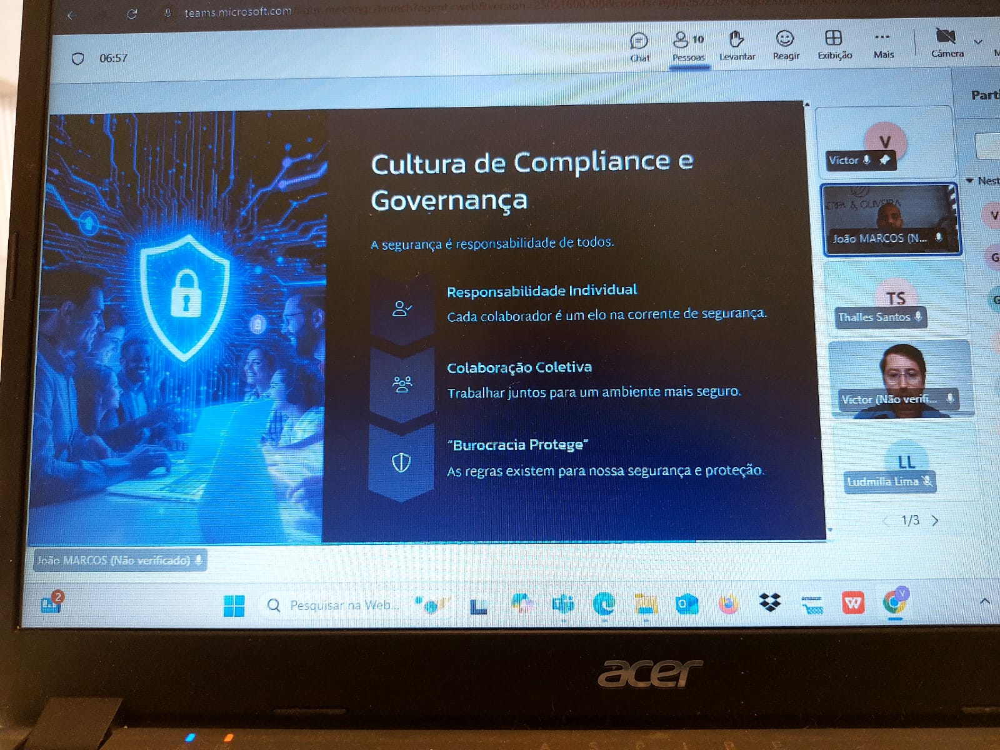 teams.microsoft.com
06:57
Chat
Pessoas
10
Levantar
Reagir
Exibição
Mais
Câmera
Cultura de Compliance e
Governança
A segurança é responsabilidade de todos.
Responsabilidade Individual
Cada colaborador é um elo na corrente de segurança.
Colaboração Coletiva
Trabalhar juntos para um ambiente mais seguro.
"Burocracia Protege"
As regras existem para nossa segurança e proteção.
V
Victor
ERPA & OLIVEIRA
João MARCOS (N...
TS
Thalles Santos
Victor (Não verifi...
LL
Ludmilla Lima
1/3
Parti
Nest
V
G
G
João MARCOS (Não verificado)
2
Pesquisar na Web...
V
acer